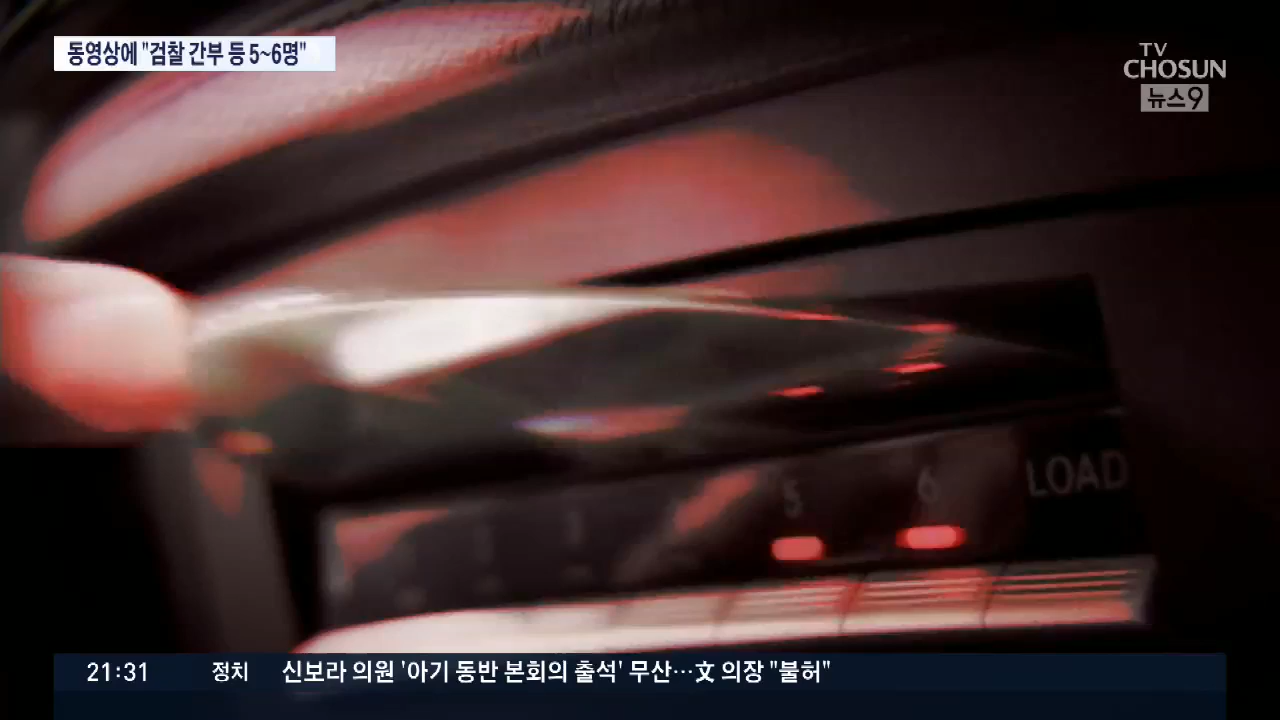 동영상에 "검찰 간부 등 5~6명"
TV
CHOSUN
뉴스9
5
6
LOAD
21:31 정치 신보라 의원 '아기 동반 본회의 출석' 무산…文 의장 "불허"